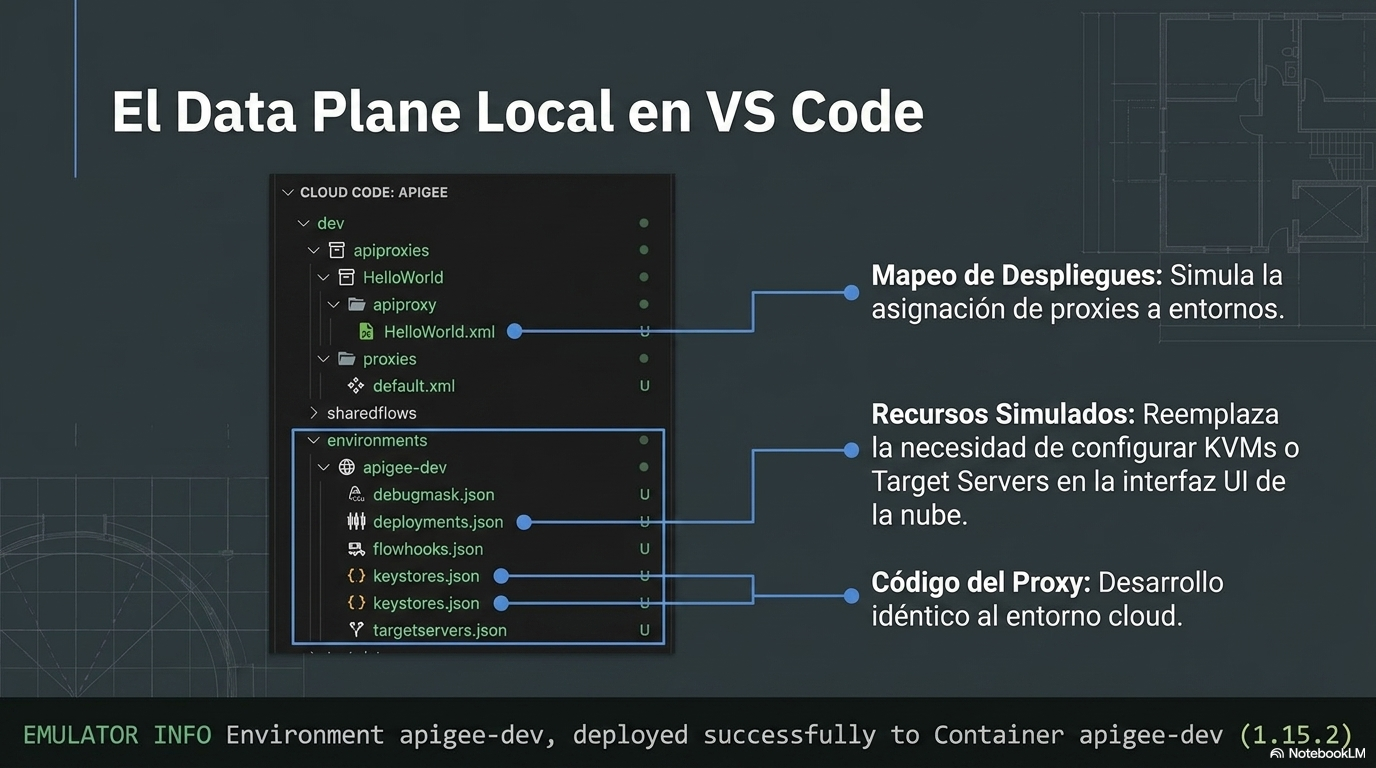 El Data Plane Local en VS Code
CLOUD CODE: APIGEE
dev
apiproxies
HelloWorld
apiproxy
HelloWorld.xml
U
proxies
default.xml
U
sharedflows
environments
apigee-dev
debugmask.json
U
deployments.json
U
flowhooks.json
U
keystores.json
U
keystores.json
U
targetservers.json
U
Mapeo de Despliegues: Simula la
asignación de proxies a entornos.
Recursos Simulados: Reemplaza
la necesidad de configurar KVMs o
Target Servers en la interfaz UI de
la nube.
Código del Proxy: Desarrollo
idéntico al entorno cloud.
EMULATOR INFO Environment apigee-dev, deployed successfully to Container apigee-dev (1.15.2)
NotebookLM